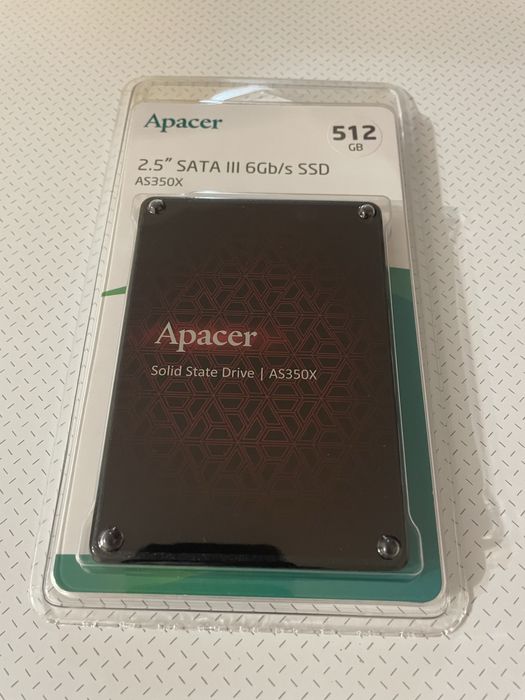 Apacer
512
GB
2.5” SATA III 6Gb/s SSD
AS350X
Apacer
Solid State Drive | AS350X